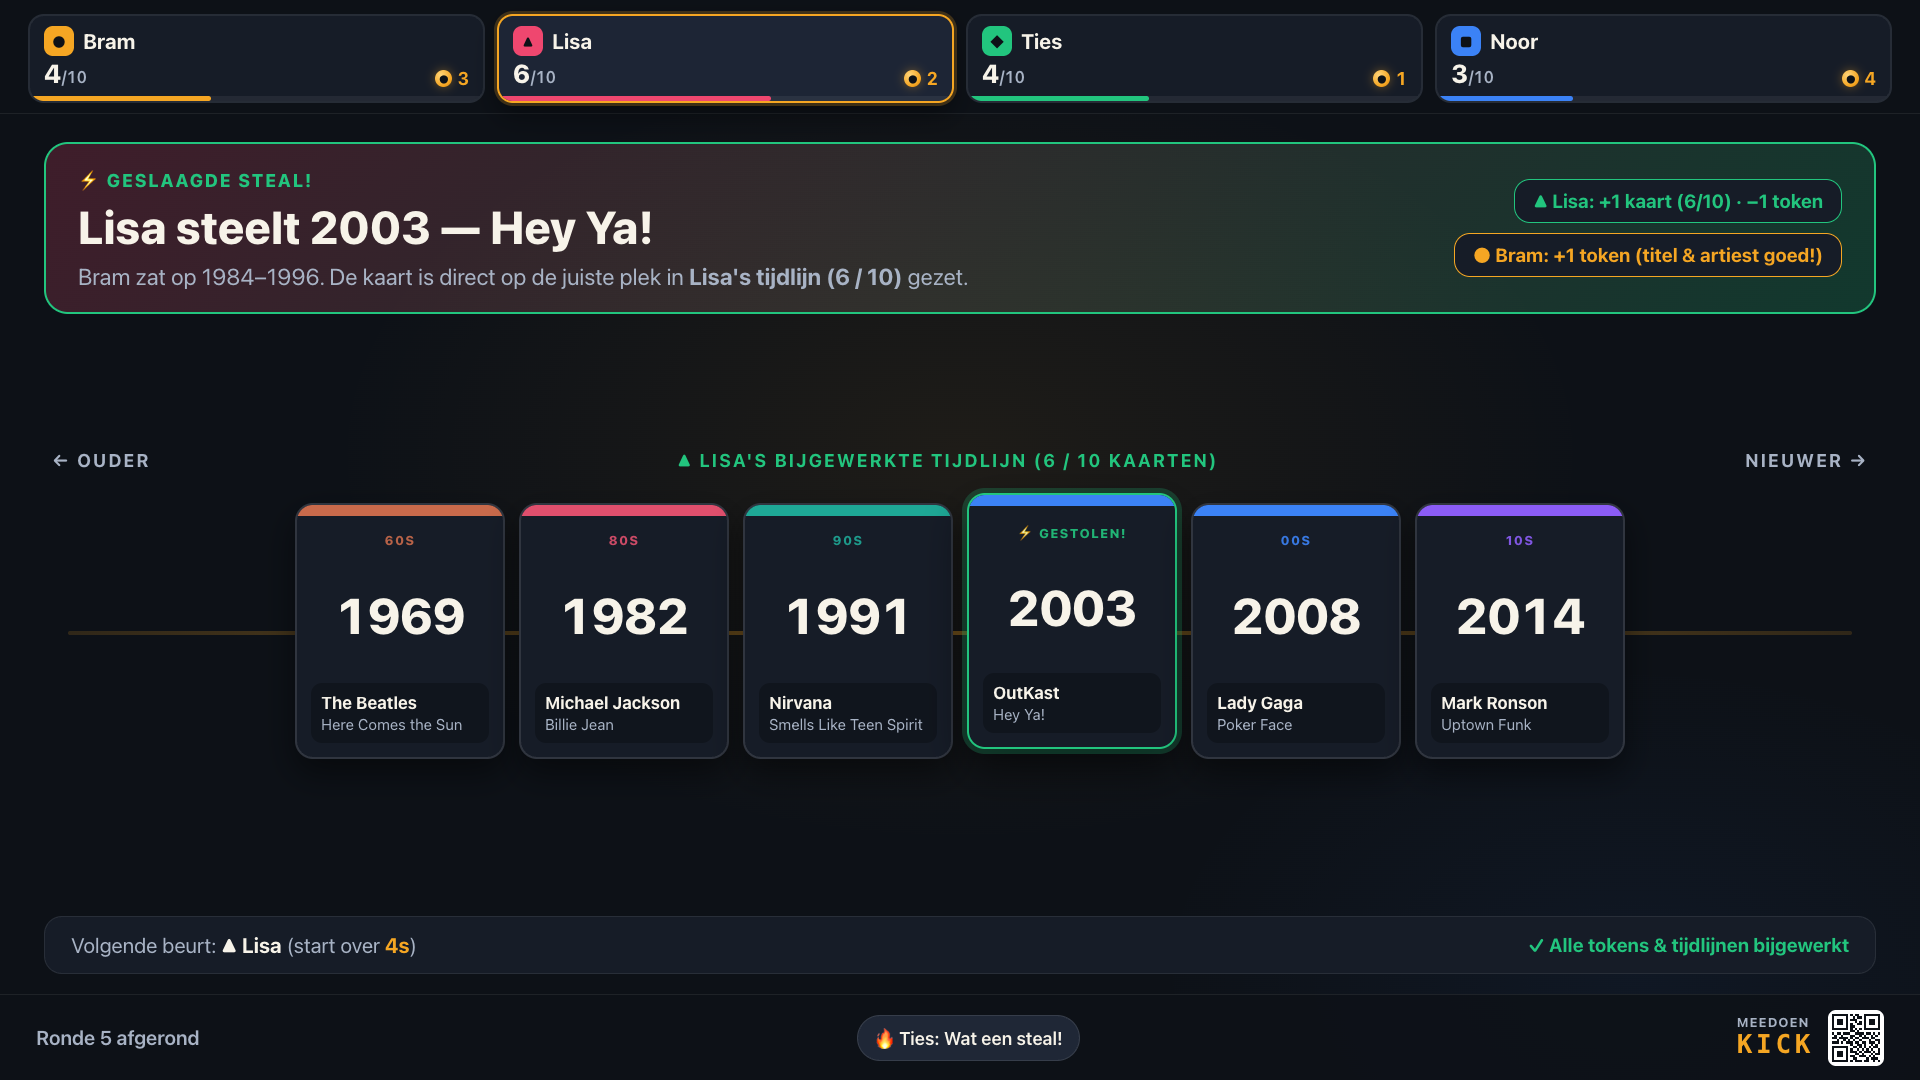 Bram
4/10
3
Lisa
6/10
2
Ties
4/10
1
Noor
3/10
4
⚡ GESLAAGDE STEAL!
Lisa steelt 2003 — Hey Ya!
Bram zat op 1984–1996. De kaart is direct op de juiste plek in Lisa's tijdlijn (6 / 10) gezet.
▲ Lisa: +1 kaart (6/10) · −1 token
● Bram: +1 token (titel & artiest goed!)
← OUDER
▲ LISA'S BIJGEWERKTE TIJDLIJN (6 / 10 KAARTEN)
NIEUWER →
60S
1969
The Beatles
Here Comes the Sun
80S
1982
Michael Jackson
Billie Jean
90S
1991
Nirvana
Smells Like Teen Spirit
⚡ GESTOLEN!
2003
OutKast
Hey Ya!
00S
2008
Lady Gaga
Poker Face
10S
2014
Mark Ronson
Uptown Funk
Volgende beurt: ▲ Lisa (start over 4s)
✓ Alle tokens & tijdlijnen bijgewerkt
Ronde 5 afgerond
🔥 Ties: Wat een steal!
MEEDOEN
KICK